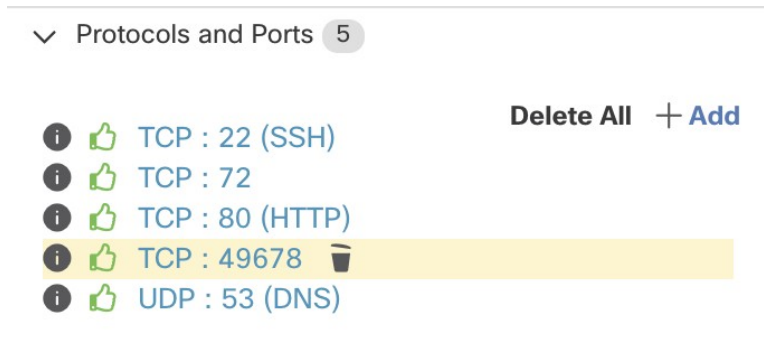 Protocols and Ports 5
Delete All + Add
TCP : 22 (SSH)
TCP : 72
TCP : 80 (HTTP)
TCP : 49678
UDP : 53 (DNS)